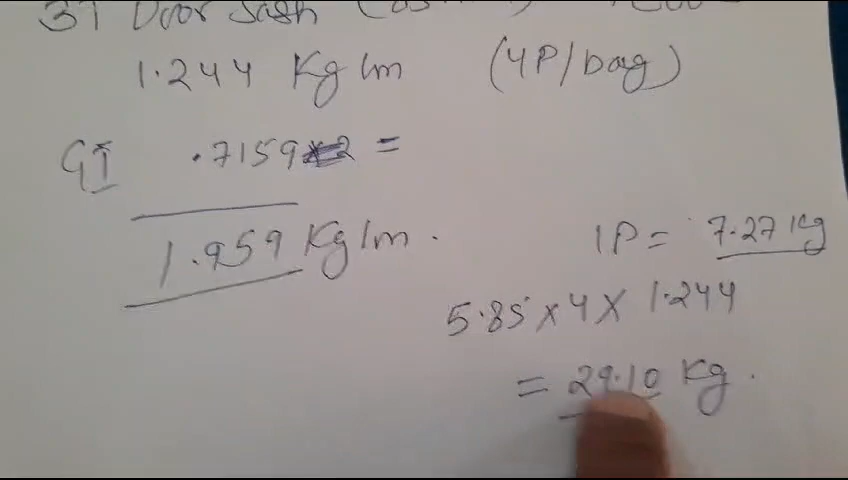 Door Sash
1.244 Kg/m (4P/bag)
GI .7159 =
1.959 Kg/m.
1P = 7.27 Kg
5.85 x 4 x 1.244
= 29.10 Kg.